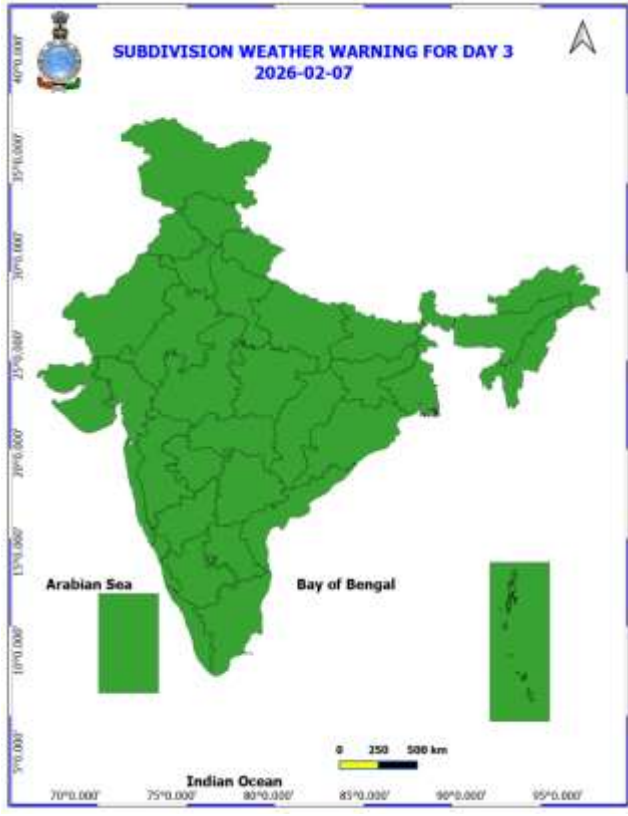 SUBDIVISION WEATHER WARNING FOR DAY 3
2026-02-07
40°0.000'
35°0.000'
30°0.000'
25°0.000'
20°0.000'
15°0.000'
10°0.000'
5°0.000'
Arabian Sea
Bay of Bengal
0 250 500 km
Indian Ocean
70°0.000' 75°0.000' 80°0.000' 85°0.000' 90°0.000' 95°0.000'